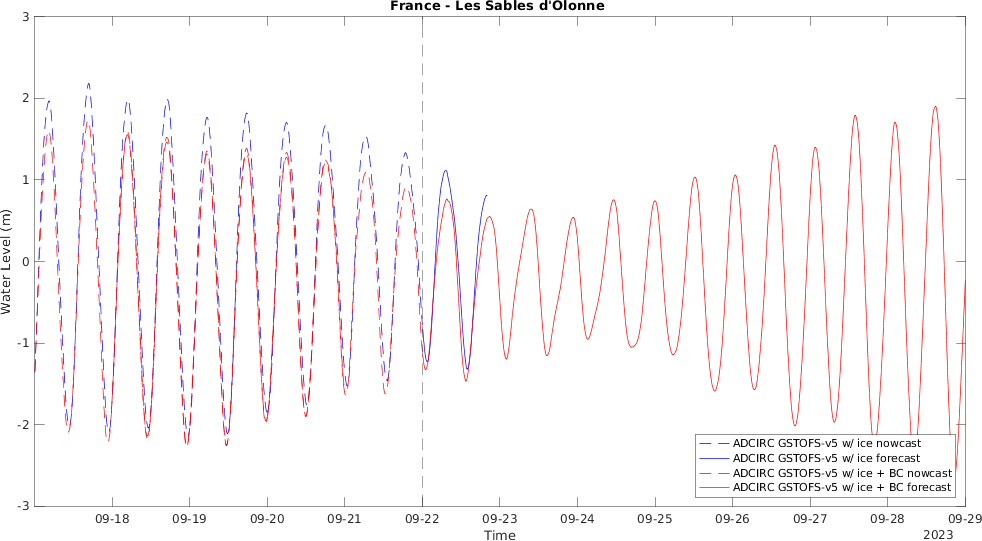 France - Les Sables d'Olonne
3
2
1
0
-1
-2
-3
Water Level (m)
ADCIRC GSTOFS-v5 w/ ice nowcast
ADCIRC GSTOFS-v5 w/ ice forecast
ADCIRC GSTOFS-v5 w/ ice + BC nowcast
ADCIRC GSTOFS-v5 w/ ice + BC forecast
09-18 09-19 09-20 09-21 09-22 09-23 09-24 09-25 09-26 09-27 09-28 09-29
Time
2023